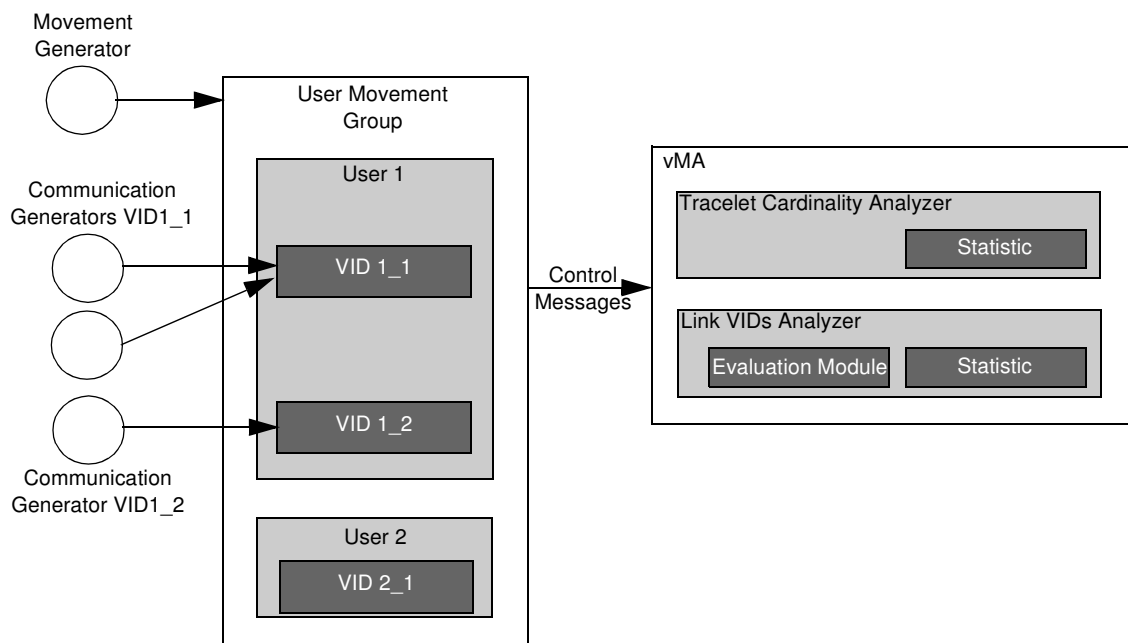 Movement
Generator
User Movement
Group
User 1
Communication
Generators VID1_1
VID 1_1
VID 1_2
Communication
Generator VID1_2
User 2
VID 2_1
Control
Messages
vMA
Tracelet Cardinality Analyzer
Statistic
Link VIDs Analyzer
Evaluation Module
Statistic